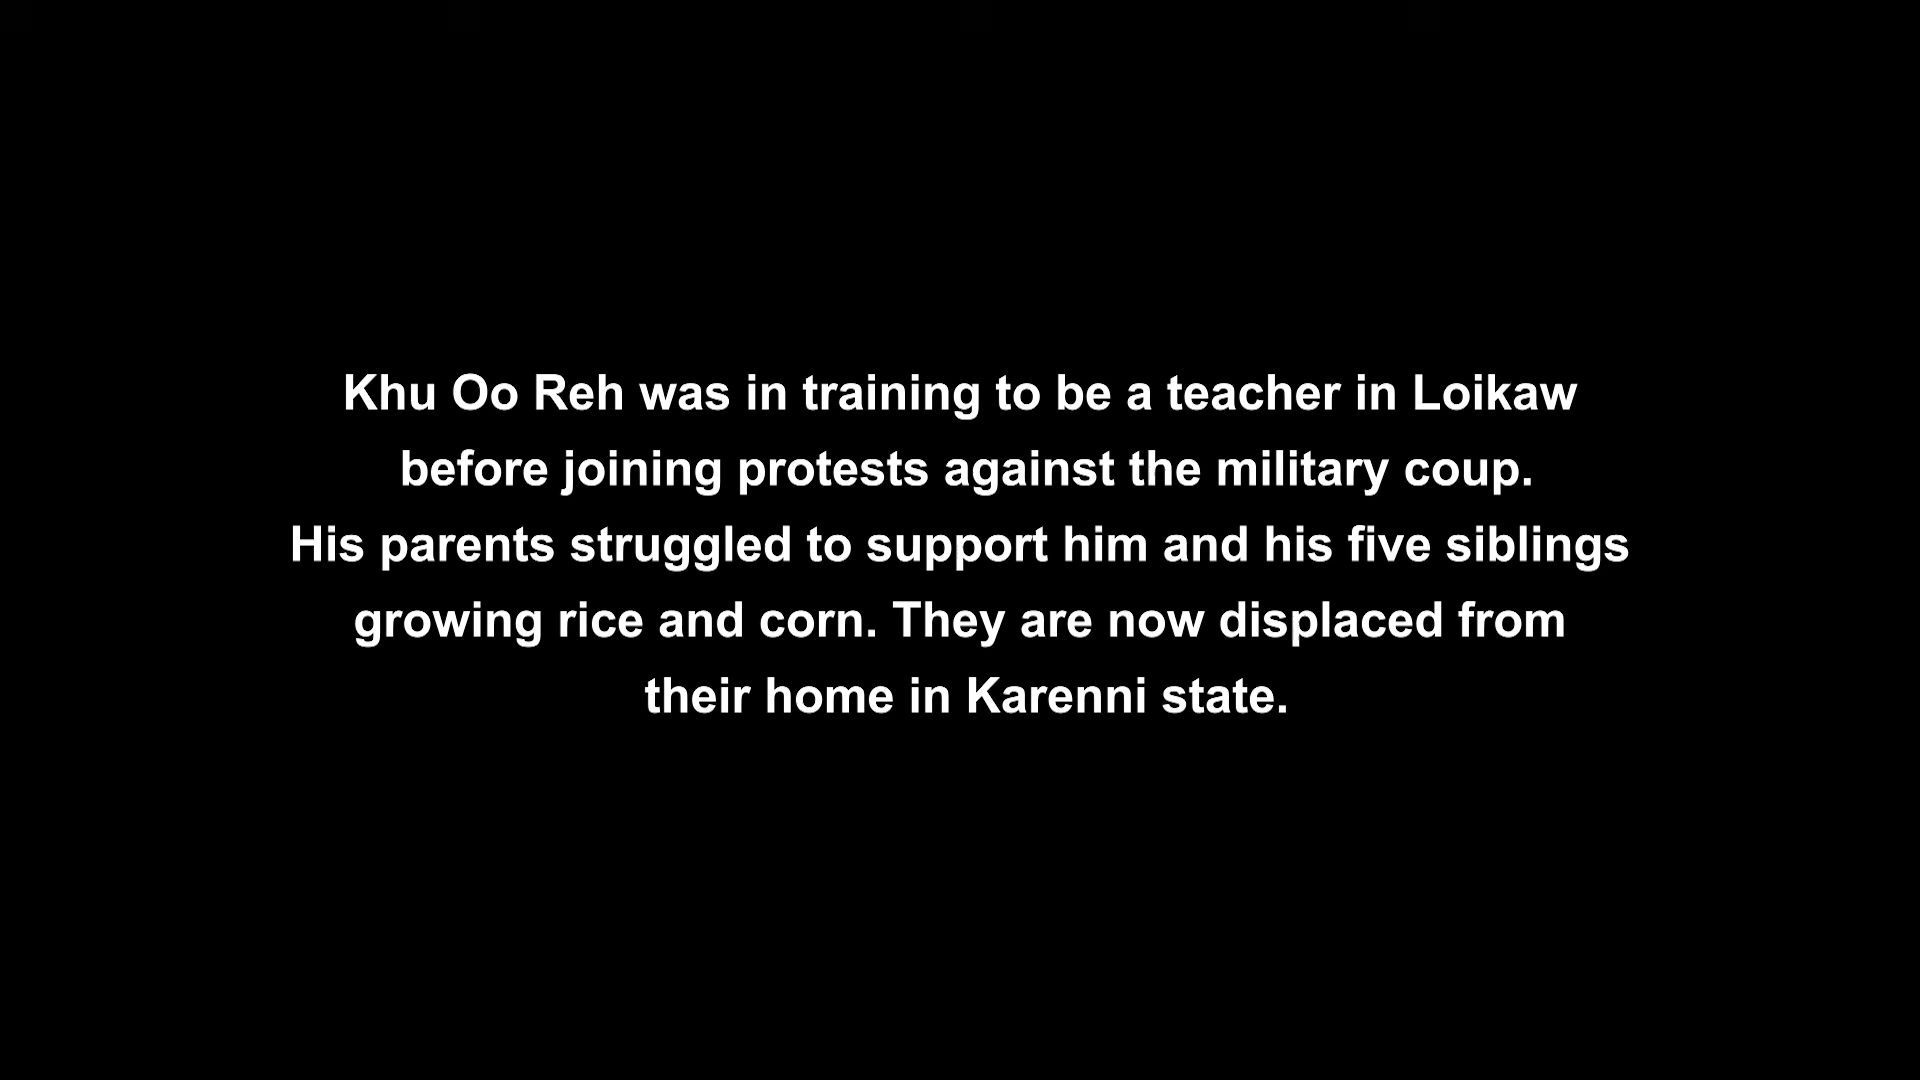 Khu Oo Reh was in training to be a teacher in Loikaw
before joining protests against the military coup.
His parents struggled to support him and his five siblings
growing rice and corn. They are now displaced from
their home in Karenni state.